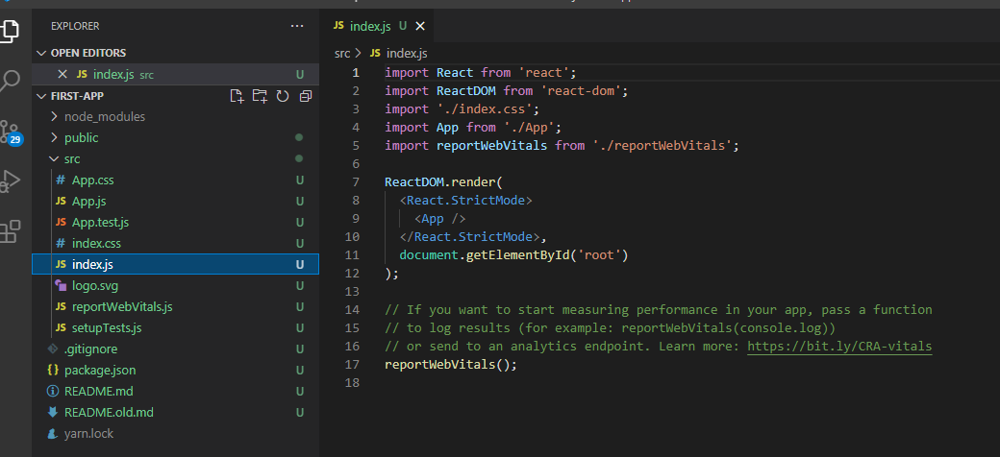 EXPLORER
OPEN EDITORS
JS index.js src U
FIRST-APP
node_modules
public
src
# App.css U
JS App.js U
JS App.test.js U
# index.css U
JS index.js U
logo.svg U
JS reportWebVitals.js U
JS setupTests.js U
.gitignore U
{} package.json U
README.md U
README.old.md U
yarn.lock
29
JS index.js U
src > JS index.js
1 import React from 'react';
2 import ReactDOM from 'react-dom';
3 import './index.css';
4 import App from './App';
5 import reportWebVitals from './reportWebVitals';
6
7 ReactDOM.render(
8 <React.StrictMode>
9 <App />
10 </React.StrictMode>,
11 document.getElementById('root')
12 );
13
14 // If you want to start measuring performance in your app, pass a function
15 // to log results (for example: reportWebVitals(console.log))
16 // or send to an analytics endpoint. Learn more: https://bit.ly/CRA-vitals
17 reportWebVitals();
18